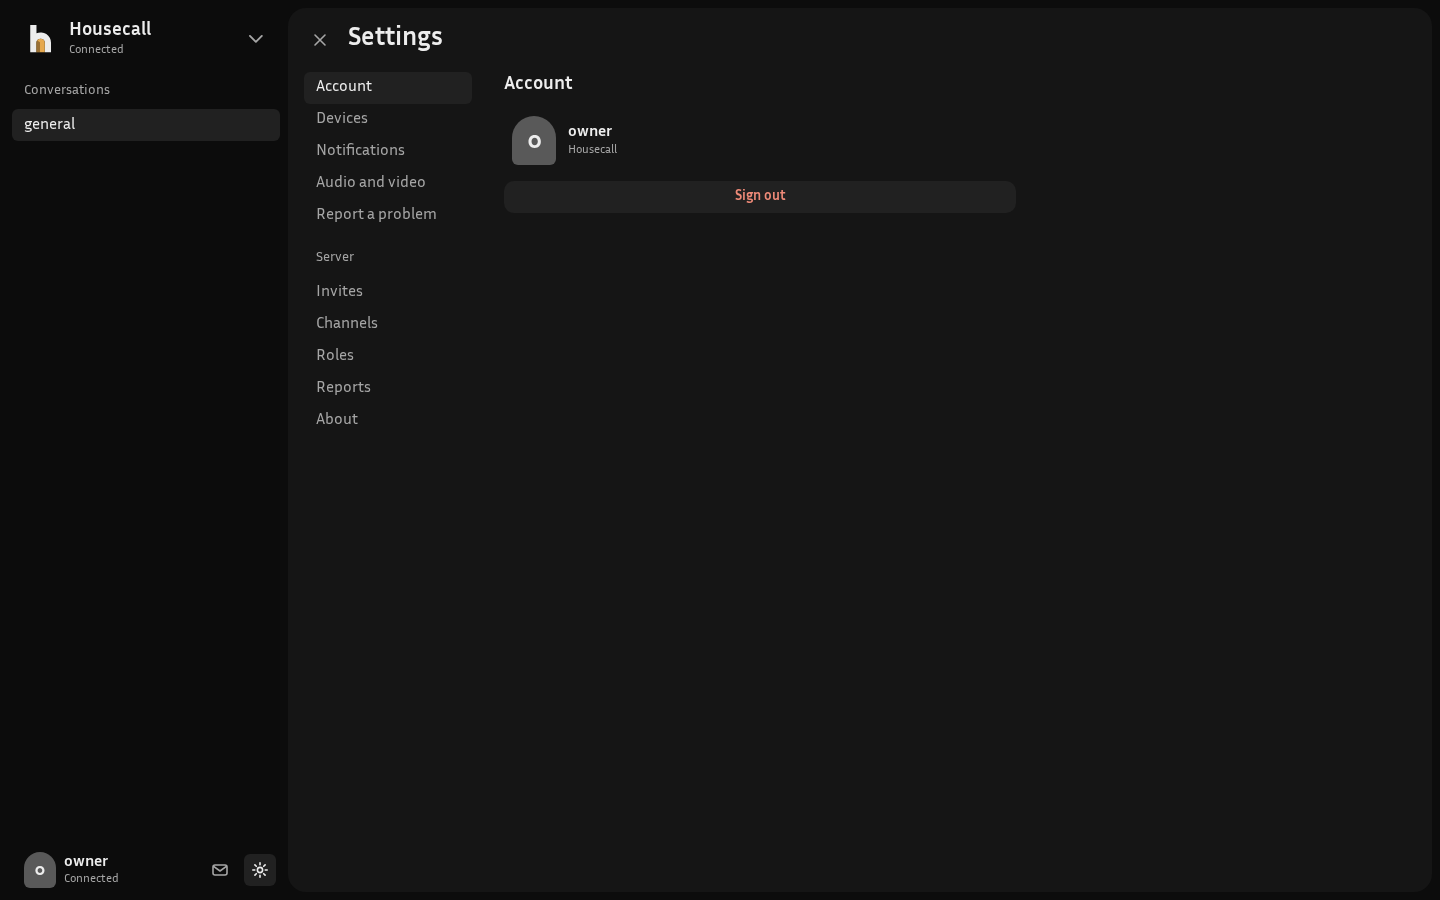 Housecall
Connected
Conversations
general
owner
Connected
Settings
Account
Devices
Notifications
Audio and video
Report a problem
Server
Invites
Channels
Roles
Reports
About
Account
o
owner
Housecall
Sign out
o